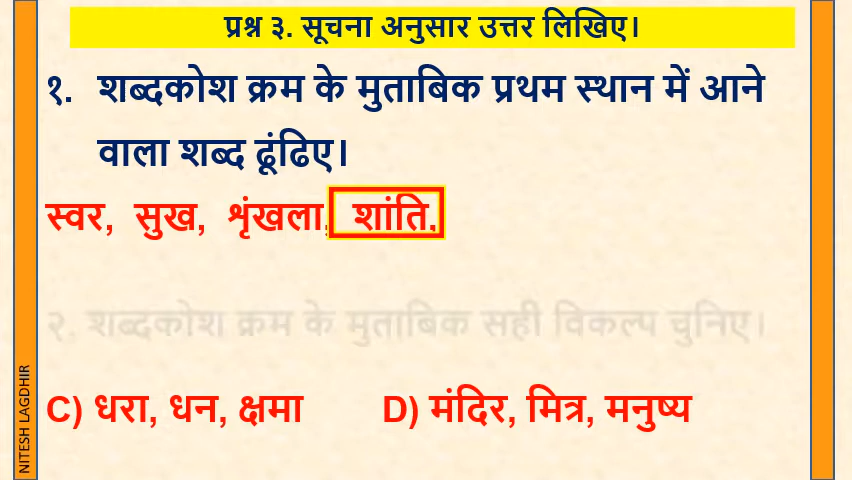 प्रश्न ३. सूचना अनुसार उत्तर लिखिए।
१. शब्दकोश क्रम के मुताबिक प्रथम स्थान में आने
वाला शब्द ढूंढिए।
स्वर, सुख, शृंखला, शांति,
२. शब्दकोश क्रम के मुताबिक सही विकल्प चुनिए।
C) धरा, धन, क्षमा D) मंदिर, मित्र, मनुष्य
NITESH LAGDHIR